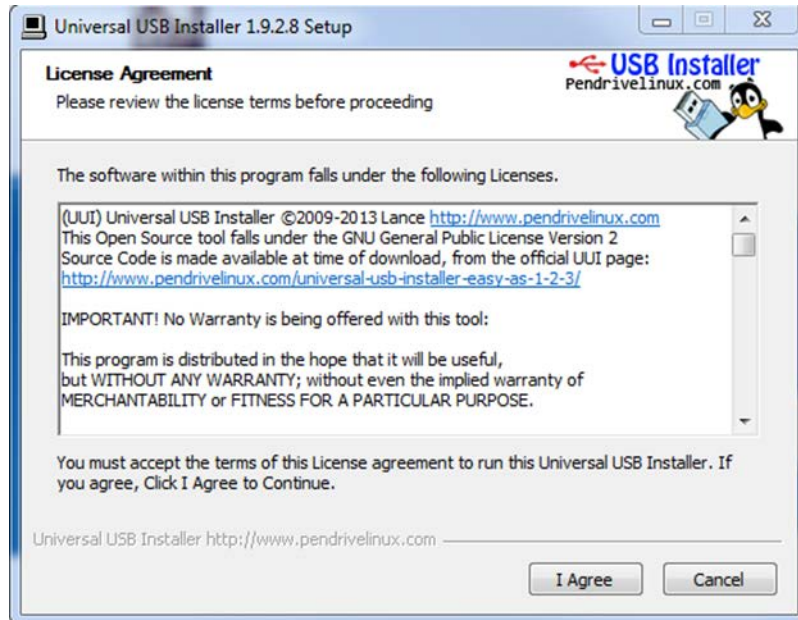 Universal USB Installer 1.9.2.8 Setup
License Agreement
Please review the license terms before proceeding
USB Installer
Pendrivelinux.com
The software within this program falls under the following Licenses.
(UUI) Universal USB Installer ©2009-2013 Lance http://www.pendrivelinux.com
This Open Source tool falls under the GNU General Public License Version 2
Source Code is made available at time of download, from the official UUI page:
http://www.pendrivelinux.com/universal-usb-installer-easy-as-1-2-3/
IMPORTANT! No Warranty is being offered with this tool:
This program is distributed in the hope that it will be useful,
but WITHOUT ANY WARRANTY; without even the implied warranty of
MERCHANTABILITY or FITNESS FOR A PARTICULAR PURPOSE.
You must accept the terms of this License agreement to run this Universal USB Installer. If
you agree, Click I Agree to Continue.
Universal USB Installer http://www.pendrivelinux.com
I Agree Cancel